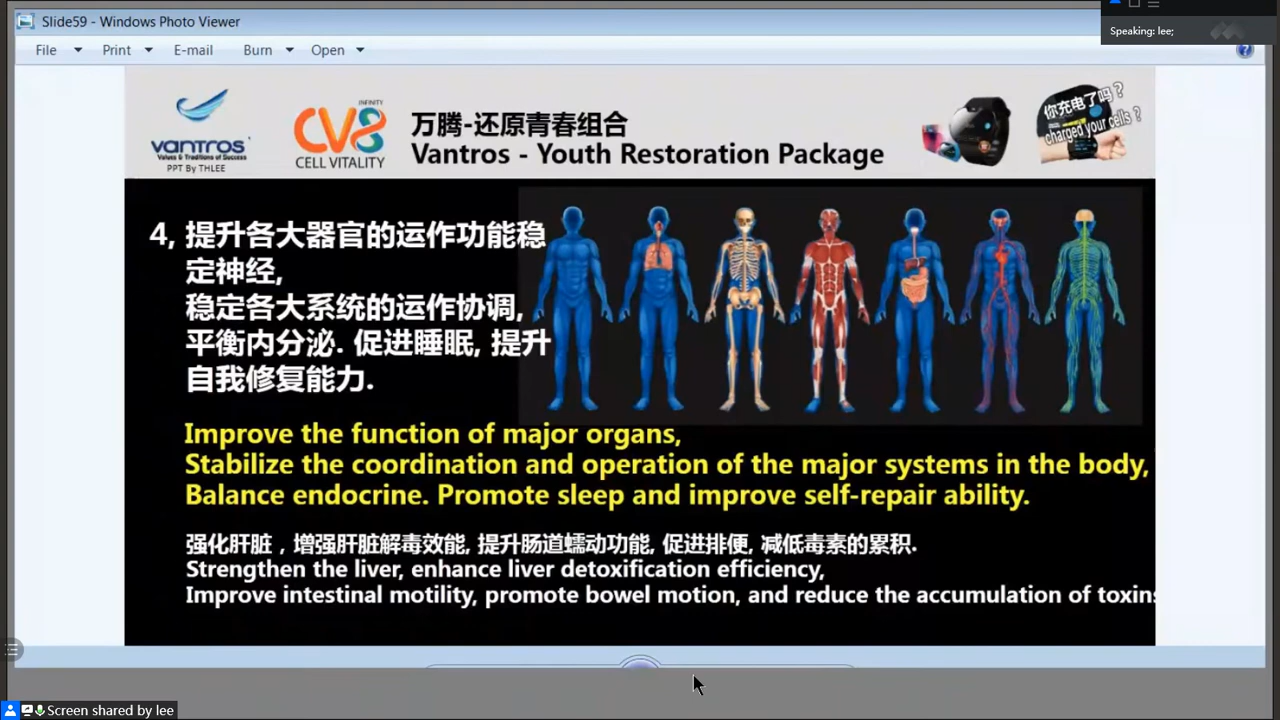 Slide59 - Windows Photo Viewer
Speaking: lee;
File Print E-mail Burn Open
vantros
Values & Traditions of Success
PPT By THLEE
INFINITY
CV8
CELL VITALITY
万腾-还原青春组合
Vantros - Youth Restoration Package
你充电了吗?
charged your cells ?
4, 提升各大器官的运作功能稳
定神经,
稳定各大系统的运作协调,
平衡内分泌. 促进睡眠, 提升
自我修复能力.
Improve the function of major organs,
Stabilize the coordination and operation of the major systems in the body,
Balance endocrine. Promote sleep and improve self-repair ability.
强化肝脏，增强肝脏解毒效能, 提升肠道蠕动功能, 促进排便, 减低毒素的累积.
Strengthen the liver, enhance liver detoxification efficiency,
Improve intestinal motility, promote bowel motion, and reduce the accumulation of toxins
Screen shared by lee